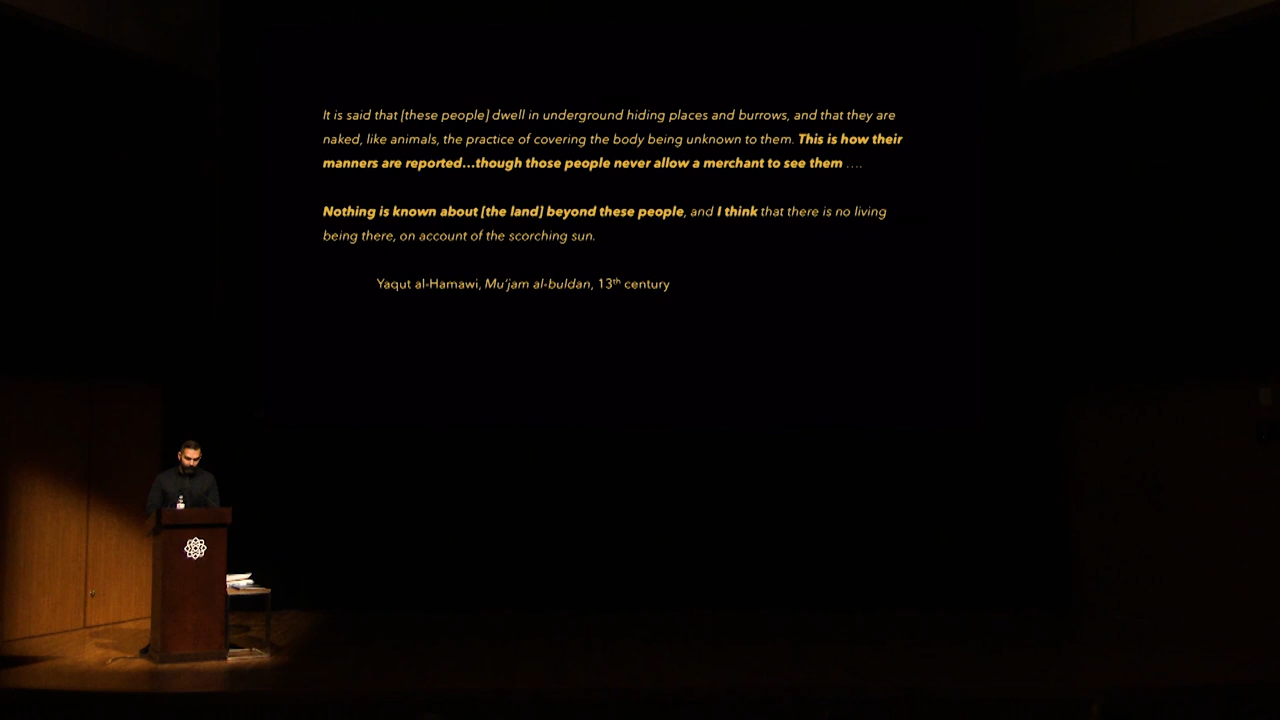 It is said that [these people] dwell in underground hiding places and burrows, and that they are
naked, like animals, the practice of covering the body being unknown to them. This is how their
manners are reported...though those people never allow a merchant to see them ....
Nothing is known about [the land] beyond these people, and I think that there is no living
being there, on account of the scorching sun.
Yaqut al-Hamawi, Mu'jam al-buldan, 13th century